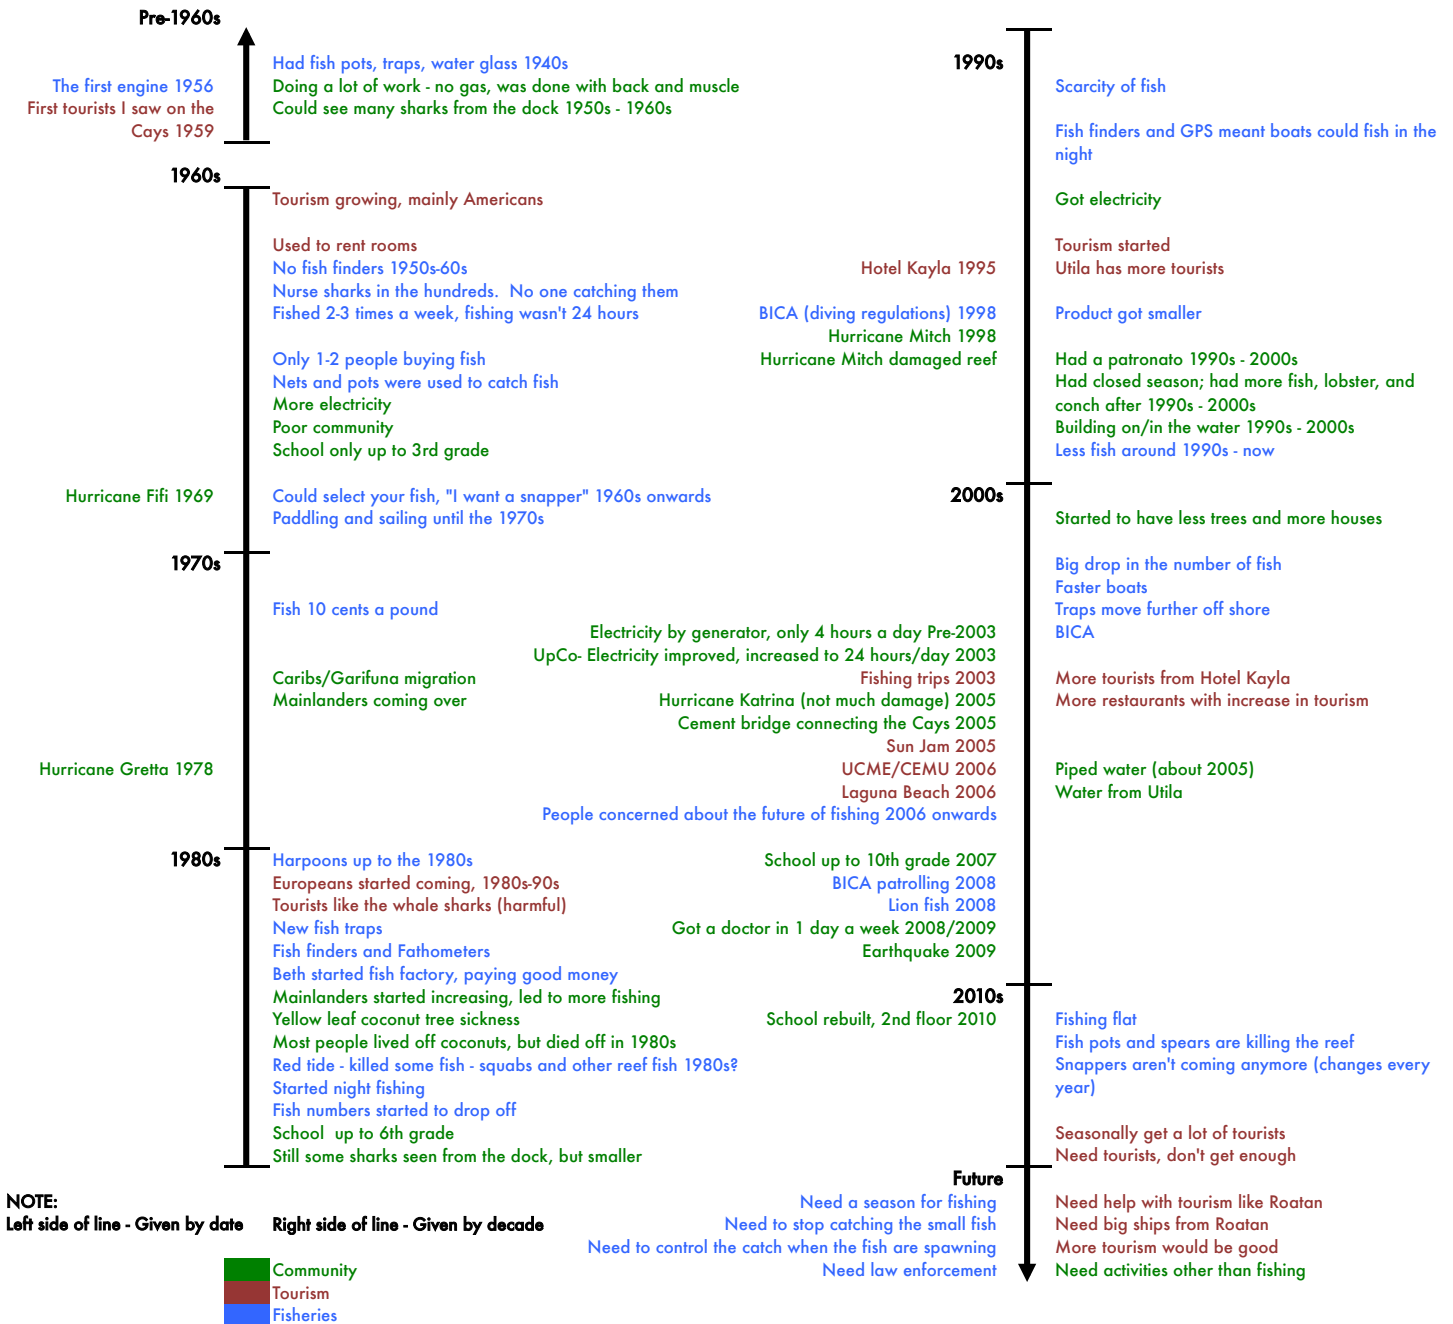 Pre-1960s
Had fish pots, traps, water glass 1940s
The first engine 1956
Doing a lot of work - no gas, was done with back and muscle
First tourists I saw on the
Cays 1959
Could see many sharks from the dock 1950s - 1960s
1960s
Tourism growing, mainly Americans
Used to rent rooms
No fish finders 1950s-60s
Nurse sharks in the hundreds.  No one catching them
Fished 2-3 times a week, fishing wasn't 24 hours
Only 1-2 people buying fish
Nets and pots were used to catch fish
More electricity
Poor community
School only up to 3rd grade
Hurricane Fifi 1969
Could select your fish, "I want a snapper" 1960s onwards
Paddling and sailing until the 1970s
1970s
Fish 10 cents a pound
Caribs/Garifuna migration
Mainlanders coming over
Hurricane Gretta 1978
1980s
Harpoons up to the 1980s
Europeans started coming, 1980s-90s
Tourists like the whale sharks (harmful)
New fish traps
Fish finders and Fathometers
Beth started fish factory, paying good money
Mainlanders started increasing, led to more fishing
Yellow leaf coconut tree sickness
Most people lived off coconuts, but died off in 1980s
Red tide - killed some fish - squabs and other reef fish 1980s?
Started night fishing
Fish numbers started to drop off
School  up to 6th grade
Still some sharks seen from the dock, but smaller
1990s
Scarcity of fish
Fish finders and GPS meant boats could fish in the
night
Got electricity
Tourism started
Hotel Kayla 1995
Utila has more tourists
BICA (diving regulations) 1998
Product got smaller
Hurricane Mitch 1998
Hurricane Mitch damaged reef
Had a patronato 1990s - 2000s
Had closed season; had more fish, lobster, and
conch after 1990s - 2000s
Building on/in the water 1990s - 2000s
Less fish around 1990s - now
2000s
Started to have less trees and more houses
Big drop in the number of fish
Faster boats
Traps move further off shore
Electricity by generator, only 4 hours a day Pre-2003
BICA
UpCo- Electricity improved, increased to 24 hours/day 2003
Fishing trips 2003
More tourists from Hotel Kayla
Hurricane Katrina (not much damage) 2005
More restaurants with increase in tourism
Cement bridge connecting the Cays 2005
Sun Jam 2005
UCME/CEMU 2006
Piped water (about 2005)
Laguna Beach 2006
Water from Utila
People concerned about the future of fishing 2006 onwards
School up to 10th grade 2007
BICA patrolling 2008
Lion fish 2008
Got a doctor in 1 day a week 2008/2009
Earthquake 2009
2010s
School rebuilt, 2nd floor 2010
Fishing flat
Fish pots and spears are killing the reef
Snappers aren't coming anymore (changes every
year)
Seasonally get a lot of tourists
Need tourists, don't get enough
Future
Need a season for fishing
Need help with tourism like Roatan
Need to stop catching the small fish
Need big ships from Roatan
Need to control the catch when the fish are spawning
More tourism would be good
Need law enforcement
Need activities other than fishing
NOTE:
Left side of line - Given by date
Right side of line - Given by decade
Community
Tourism
Fisheries